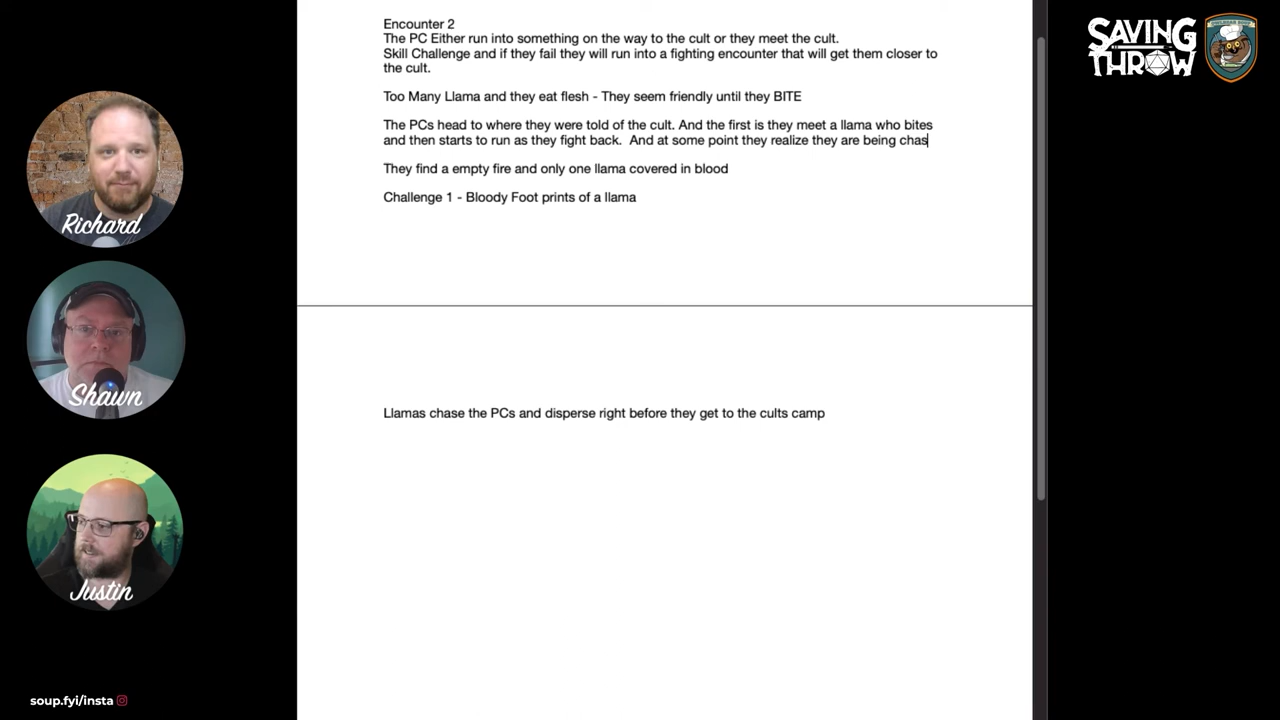 Encounter 2
The PC Either run into something on the way to the cult or they meet the cult.
Skill Challenge and if they fail they will run into a fighting encounter that will get them closer to
the cult.
Too Many Llama and they eat flesh - They seem friendly until they BITE
The PCs head to where they were told of the cult. And the first is they meet a llama who bites
and then starts to run as they fight back.  And at some point they realize they are being chas
They find a empty fire and only one llama covered in blood
Challenge 1 - Bloody Foot prints of a llama
Llamas chase the PCs and disperse right before they get to the cults camp
Richard
Shawn
Justin
soup.fyi/insta
SAVING
THROW